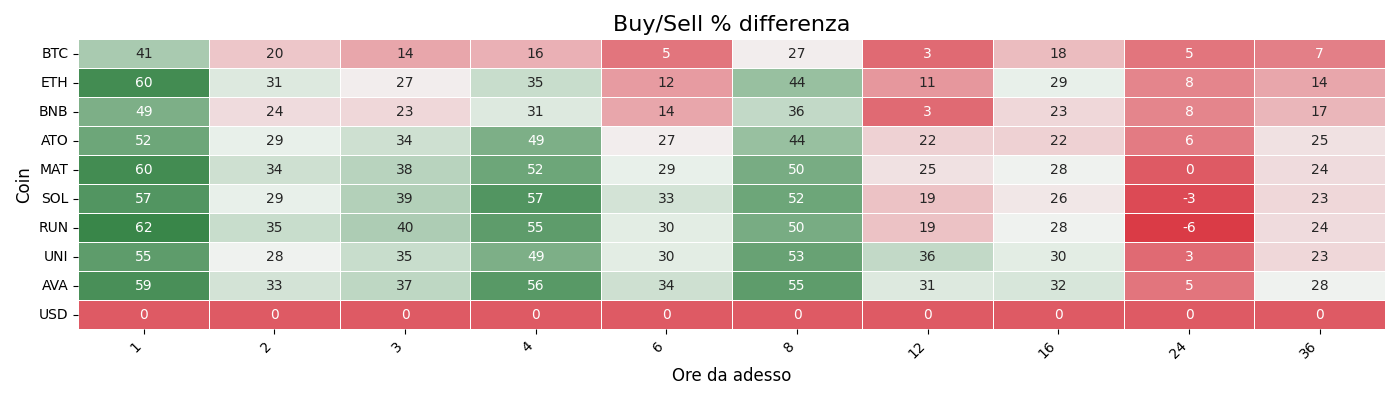 Buy/Sell % differenza
Coin
BTC 41 20 14 16 5 27 3 18 5 7
ETH 60 31 27 35 12 44 11 29 8 14
BNB 49 24 23 31 14 36 3 23 8 17
ATO 52 29 34 49 27 44 22 22 6 25
MAT 60 34 38 52 29 50 25 28 0 24
SOL 57 29 39 57 33 52 19 26 -3 23
RUN 62 35 40 55 30 50 19 28 -6 24
UNI 55 28 35 49 30 53 36 30 3 23
AVA 59 33 37 56 34 55 31 32 5 28
USD 0 0 0 0 0 0 0 0 0 0
1 2 3 4 6 8 12 16 24 36
Ore da adesso